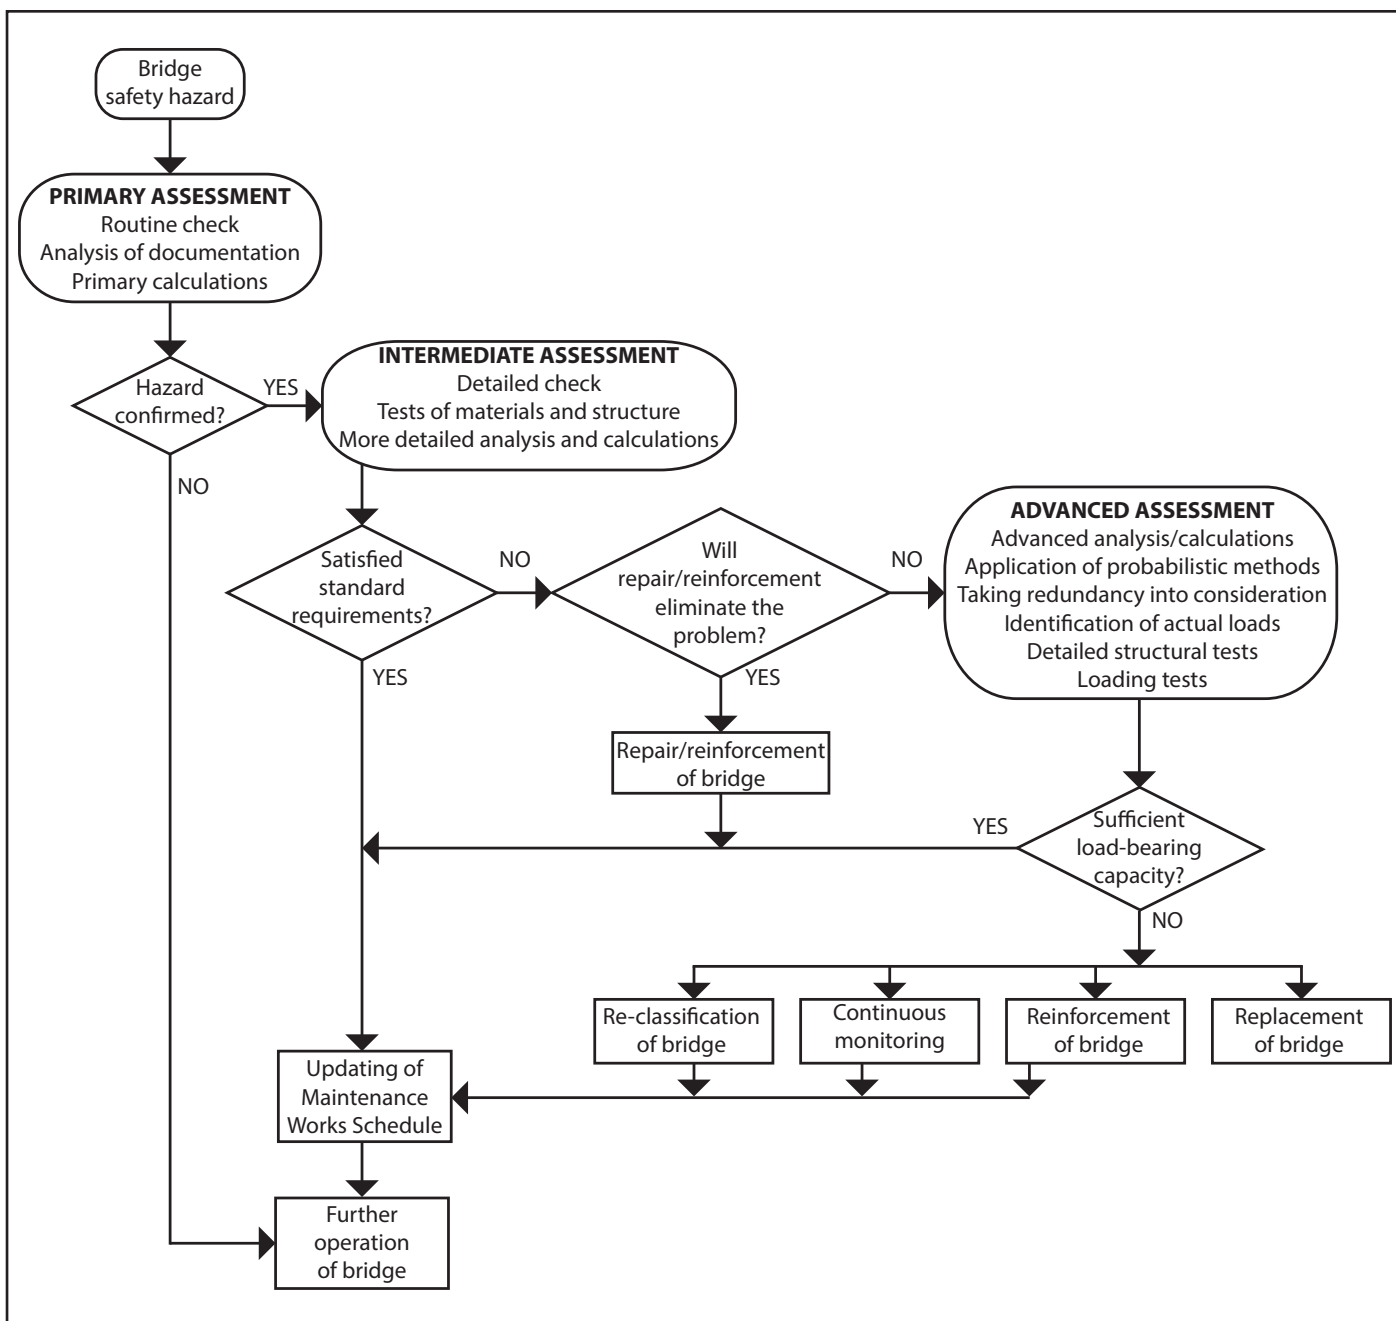 Bridge
safety hazard
PRIMARY ASSESSMENT
Routine check
Analysis of documentation
Primary calculations
Hazard
confirmed?
YES
NO
INTERMEDIATE ASSESSMENT
Detailed check
Tests of materials and structure
More detailed analysis and calculations
Satisfied
standard
requirements?
NO
YES
Will
repair/reinforcement
eliminate the
problem?
NO
YES
ADVANCED ASSESSMENT
Advanced analysis/calculations
Application of probabilistic methods
Taking redundancy into consideration
Identification of actual loads
Detailed structural tests
Loading tests
Repair/reinforcement
of bridge
Sufficient
load-bearing
capacity?
YES
NO
Re-classification
of bridge
Continuous
monitoring
Reinforcement
of bridge
Replacement
of bridge
Updating of
Maintenance
Works Schedule
Further
operation
of bridge